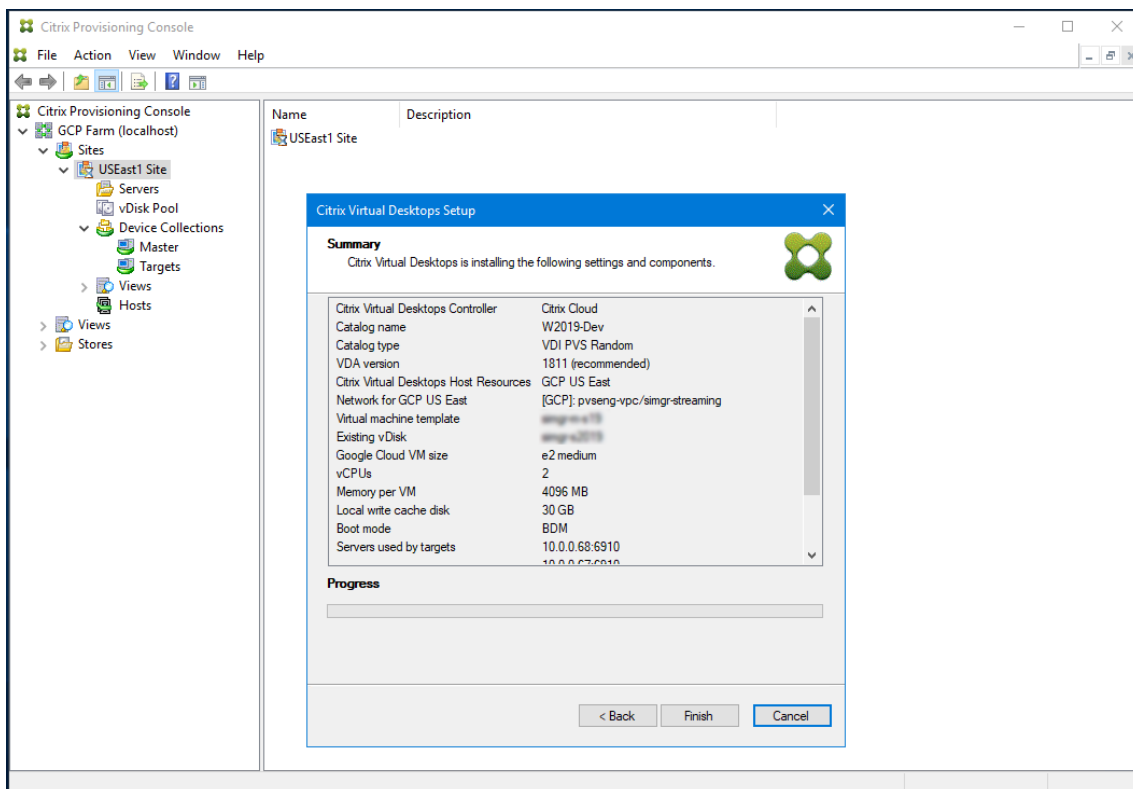 Citrix Provisioning Console
File Action View Window Help
Citrix Provisioning Console
GCP Farm (localhost)
Sites
USEast1 Site
Servers
vDisk Pool
Device Collections
Master
Targets
Views
Hosts
Views
Stores
Name Description
USEast1 Site
Citrix Virtual Desktops Setup
Summary
Citrix Virtual Desktops is installing the following settings and components.
Citrix Virtual Desktops Controller Citrix Cloud
Catalog name W2019-Dev
Catalog type VDI PVS Random
VDA version 1811 (recommended)
Citrix Virtual Desktops Host Resources GCP US East
Network for GCP US East [GCP]: pvseng-vpc/simgr-streaming
Virtual machine template
Existing vDisk
Google Cloud VM size e2 medium
vCPUs 2
Memory per VM 4096 MB
Local write cache disk 30 GB
Boot mode BDM
Servers used by targets 10.0.0.68:6910
10.0.0.67:6910
Progress
< Back Finish Cancel